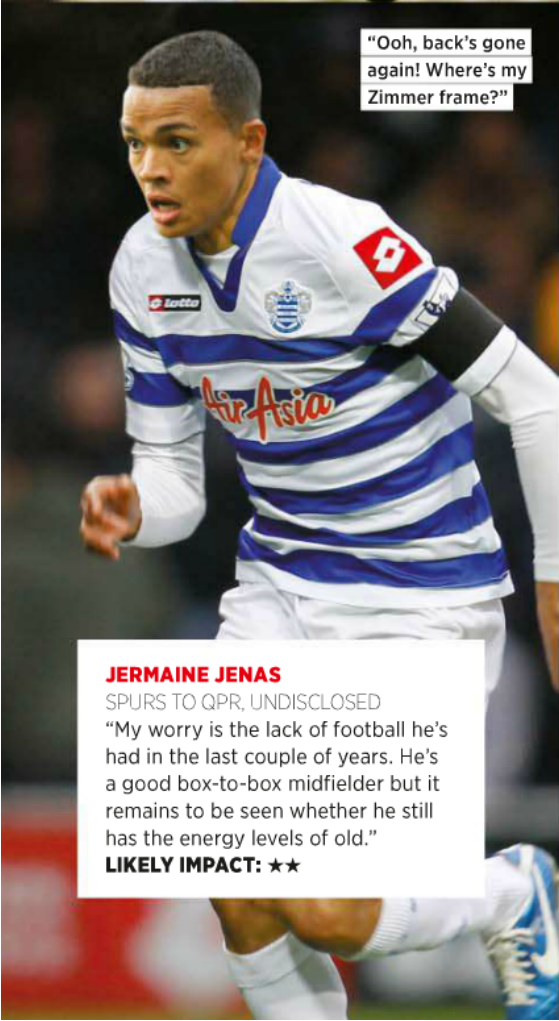 “Ooh, back’s gone
again! Where’s my
Zimmer frame?”
lotto
Air Asia
JERMAINE JENAS
SPURS TO QPR, UNDISCLOSED
“My worry is the lack of football he’s
had in the last couple of years. He’s
a good box-to-box midfielder but it
remains to be seen whether he still
has the energy levels of old.”
LIKELY IMPACT: ★★